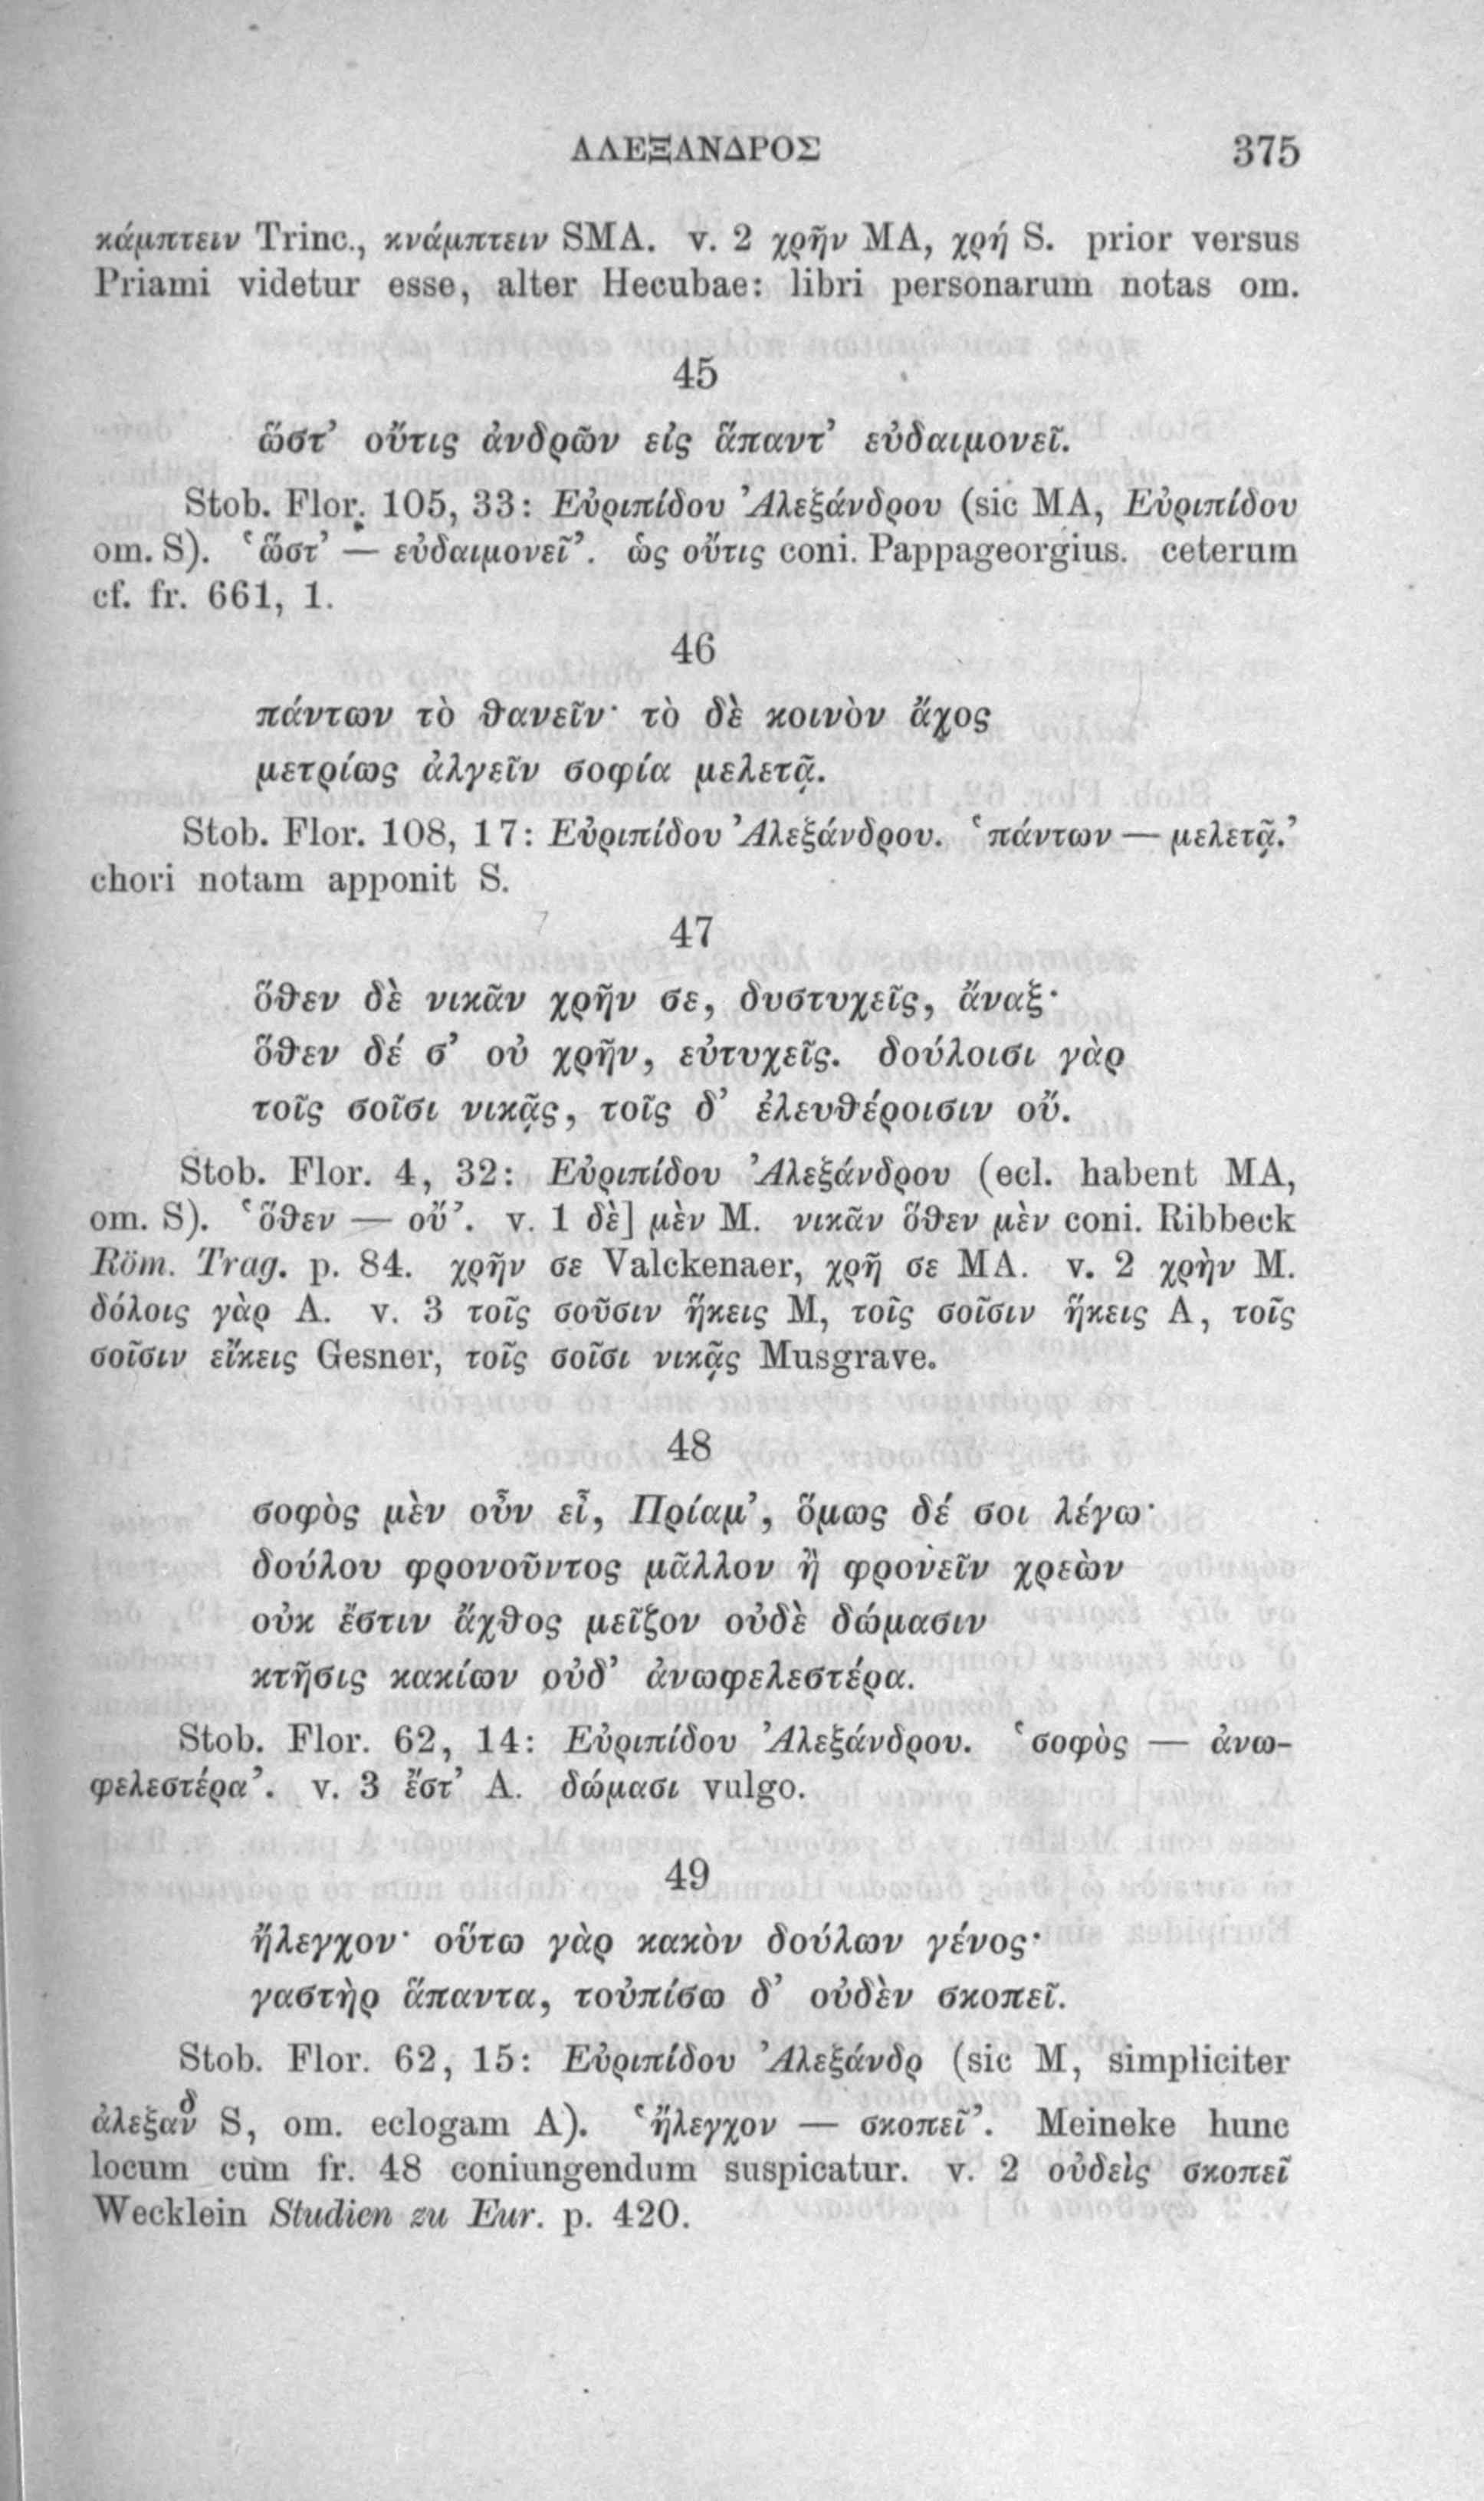 ΑΛΕΞΑΝΔΡΟΣ 375
κάμπτειν Trinc., κνάμπτειν SMA. v. 2 χρῆν MA, χρή S. prior versus
Priami videtur esse, alter Hecubae: libri personarum notas om.
45
ὥστ’ οὔτις ἀνδρῶν εἰς ἅπαντ’ εὐδαιμονεῖ.
Stob. Flor. 105, 33: Εὐριπίδου Ἀλεξάνδρου (sic MA, Εὐριπίδου
om. S). ‘ὥστ’ — εὐδαιμονεῖ’. ὡς οὔτις coni. Pappageorgius. ceterum
cf. fr. 661, 1.
46
πάντων τὸ θανεῖν· τὸ δὲ κοινὸν ἄχος
μετρίως ἀλγεῖν σοφία μελετᾷ.
Stob. Flor. 108, 17: Εὐριπίδου Ἀλεξάνδρου. ‘πάντων — μελετᾷ.’
chori notam apponit S.
47
ὅθεν δὲ νικᾶν χρῆν σε, δυστυχεῖς, ἄναξ·
ὅθεν δέ σ’ οὐ χρῆν, εὐτυχεῖς. δούλοισι γὰρ
τοῖς σοῖσι νικᾷς, τοῖς δ’ ἐλευθέροισιν οὔ.
Stob. Flor. 4, 32: Εὐριπίδου Ἀλεξάνδρου (ecl. habent MA,
om. S). ‘ὅθεν — οὔ’. v. 1 δὲ] μὲν M. νικᾶν ὅθεν μὲν coni. Ribbeck
Röm. Trag. p. 84. χρῆν σε Valckenaer, χρῆ σε MA. v. 2 χρὴν M.
δόλοις γὰρ A. v. 3 τοῖς σοῦσιν ἥκεις M, τοῖς σοῖσιν ἥκεις A, τοῖς
σοῖσιν εἴκεις Gesner, τοῖς σοῖσι νικᾷς Musgrave.
48
σοφὸς μὲν οὖν εἶ, Πρίαμ’, ὅμως δέ σοι λέγω·
δούλου φρονοῦντος μᾶλλον ἢ φρονεῖν χρεὼν
οὐκ ἔστιν ἄχθος μεῖζον οὐδὲ δώμασιν
κτῆσις κακίων οὐδ’ ἀνωφελεστέρα.
Stob. Flor. 62, 14: Εὐριπίδου Ἀλεξάνδρου. ‘σοφὸς — ἀνω-
φελεστέρα’. v. 3 ἔστ’ A. δώμασι vulgo.
49
ἤλεγχον· οὕτω γὰρ κακὸν δούλων γένος·
γαστὴρ ἅπαντα, τοὐπίσω δ’ οὐδὲν σκοπεῖ.
Stob. Flor. 62, 15: Εὐριπίδου Ἀλεξάνδρ (sic M, simpliciter
ἀλεξαν͂ᵟ S, om. eclogam A). ‘ἤλεγχον — σκοπεῖ’. Meineke hunc
locum cum fr. 48 coniungendum suspicatur. v. 2 οὐδεὶς σκοπεῖ
Wecklein Studien zu Eur. p. 420.